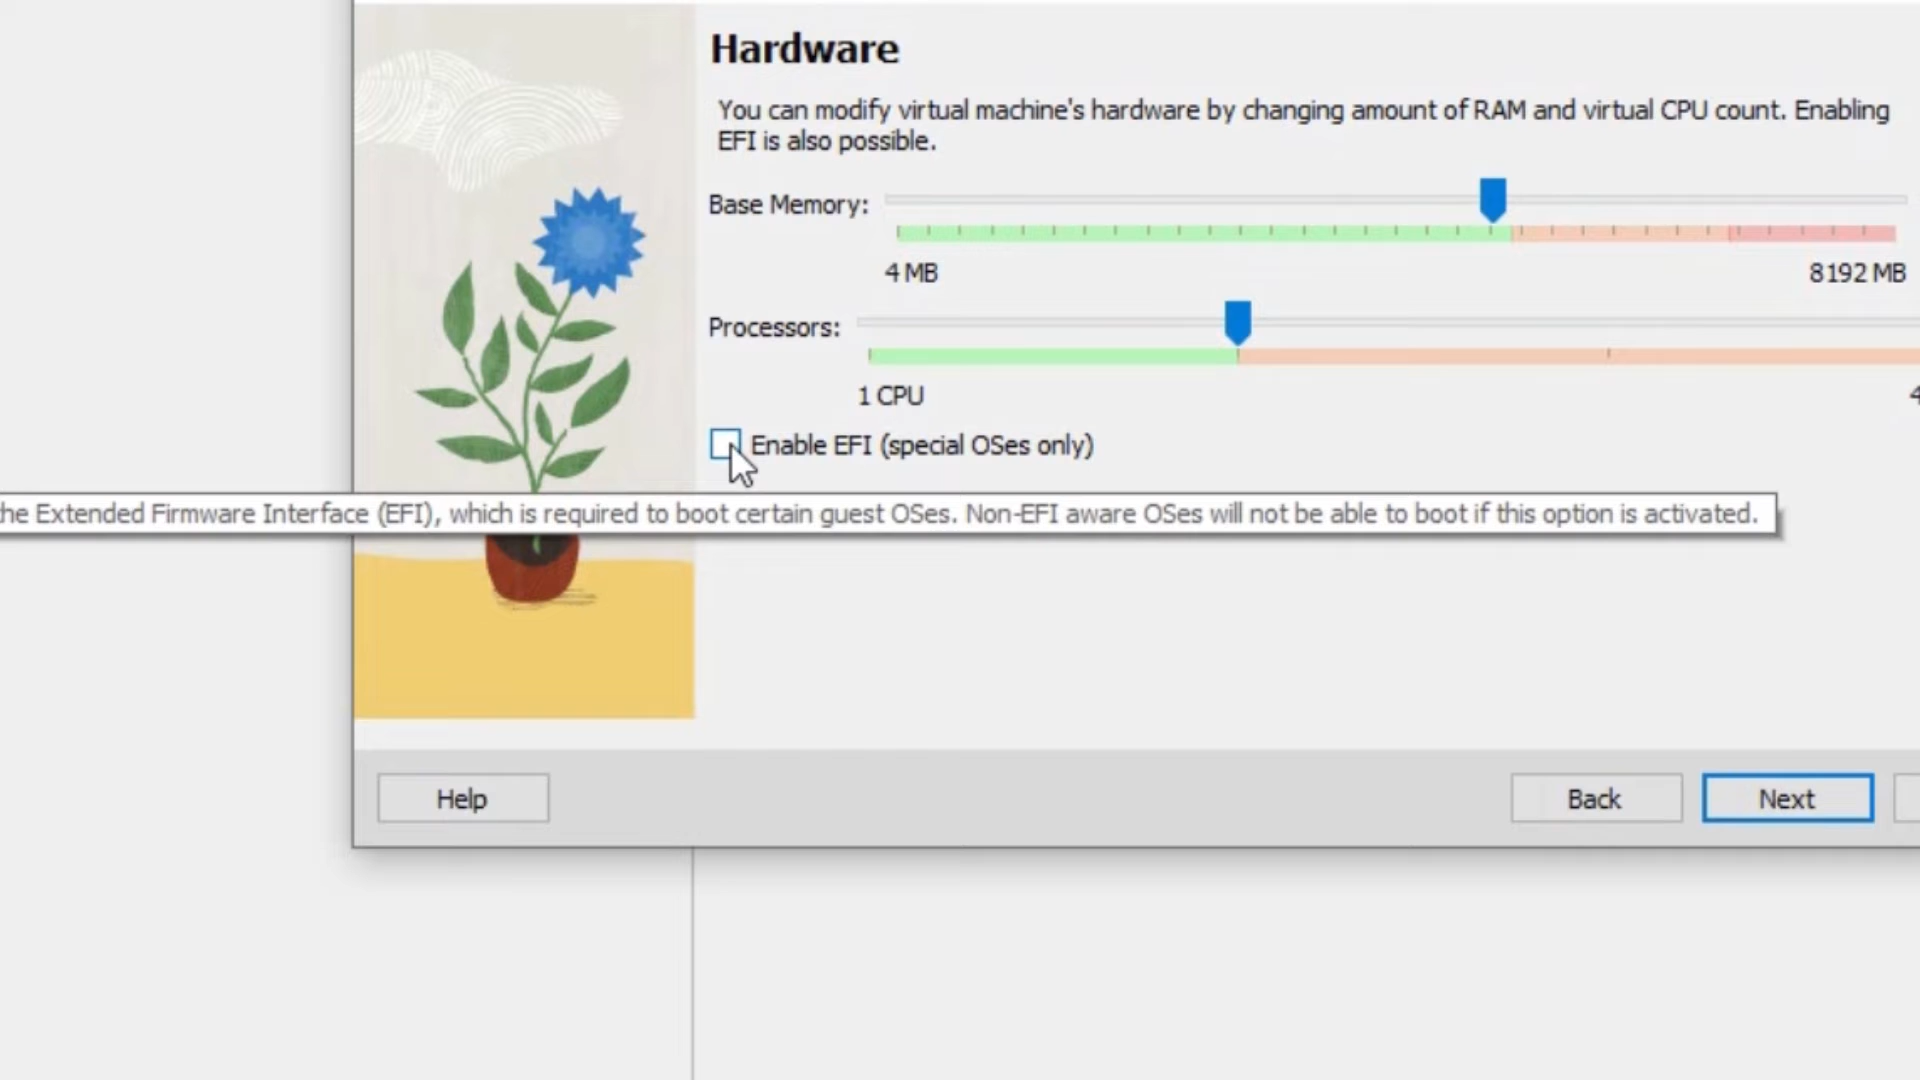 Hardware
You can modify virtual machine's hardware by changing amount of RAM and virtual CPU count. Enabling
EFI is also possible.
Base Memory:
4 MB 8192 MB
Processors:
1 CPU 4
Enable EFI (special OSes only)
the Extended Firmware Interface (EFI), which is required to boot certain guest OSes. Non-EFI aware OSes will not be able to boot if this option is activated.
Help Back Next